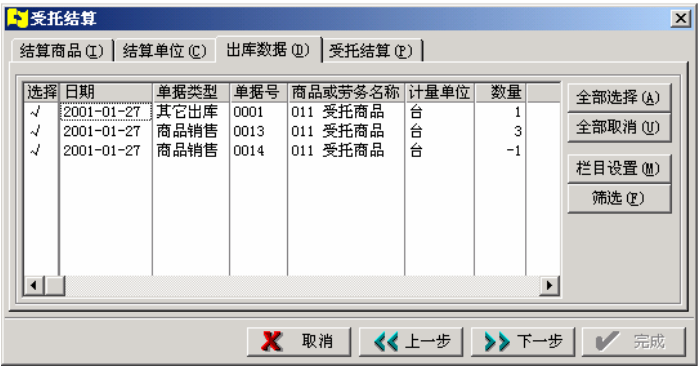 受托结算
结算商品(I) 结算单位(C) 出库数据(D) 受托结算(P)
选择 日期 单据类型 单据号 商品或劳务名称 计量单位 数量
√ 2001-01-27 其它出库 0001 011 受托商品 台 1
√ 2001-01-27 商品销售 0013 011 受托商品 台 3
√ 2001-01-27 商品销售 0014 011 受托商品 台 -1
全部选择(A)
全部取消(U)
栏目设置(M)
筛选(F)
取消 上一步 下一步 完成